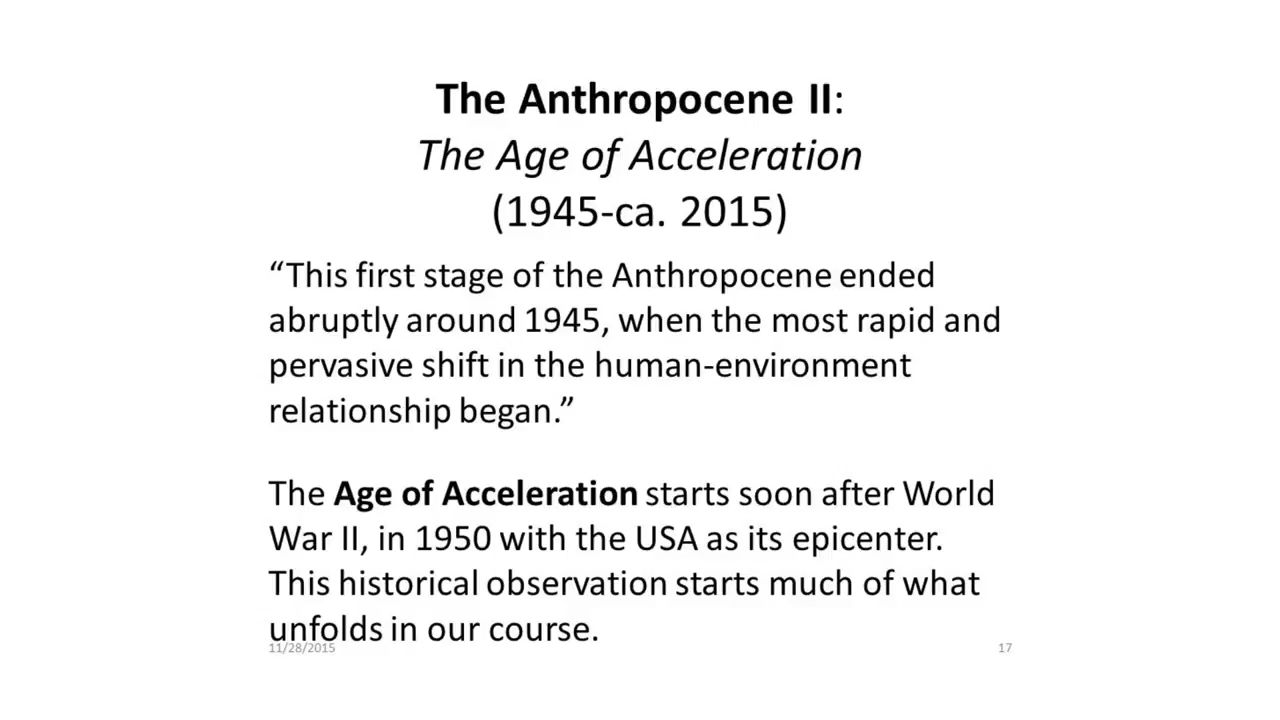 The Anthropocene II:
The Age of Acceleration
(1945-ca. 2015)
“This first stage of the Anthropocene ended
abruptly around 1945, when the most rapid and
pervasive shift in the human-environment
relationship began.”
The Age of Acceleration starts soon after World
War II, in 1950 with the USA as its epicenter.
This historical observation starts much of what
unfolds in our course.
11/28/2015
17